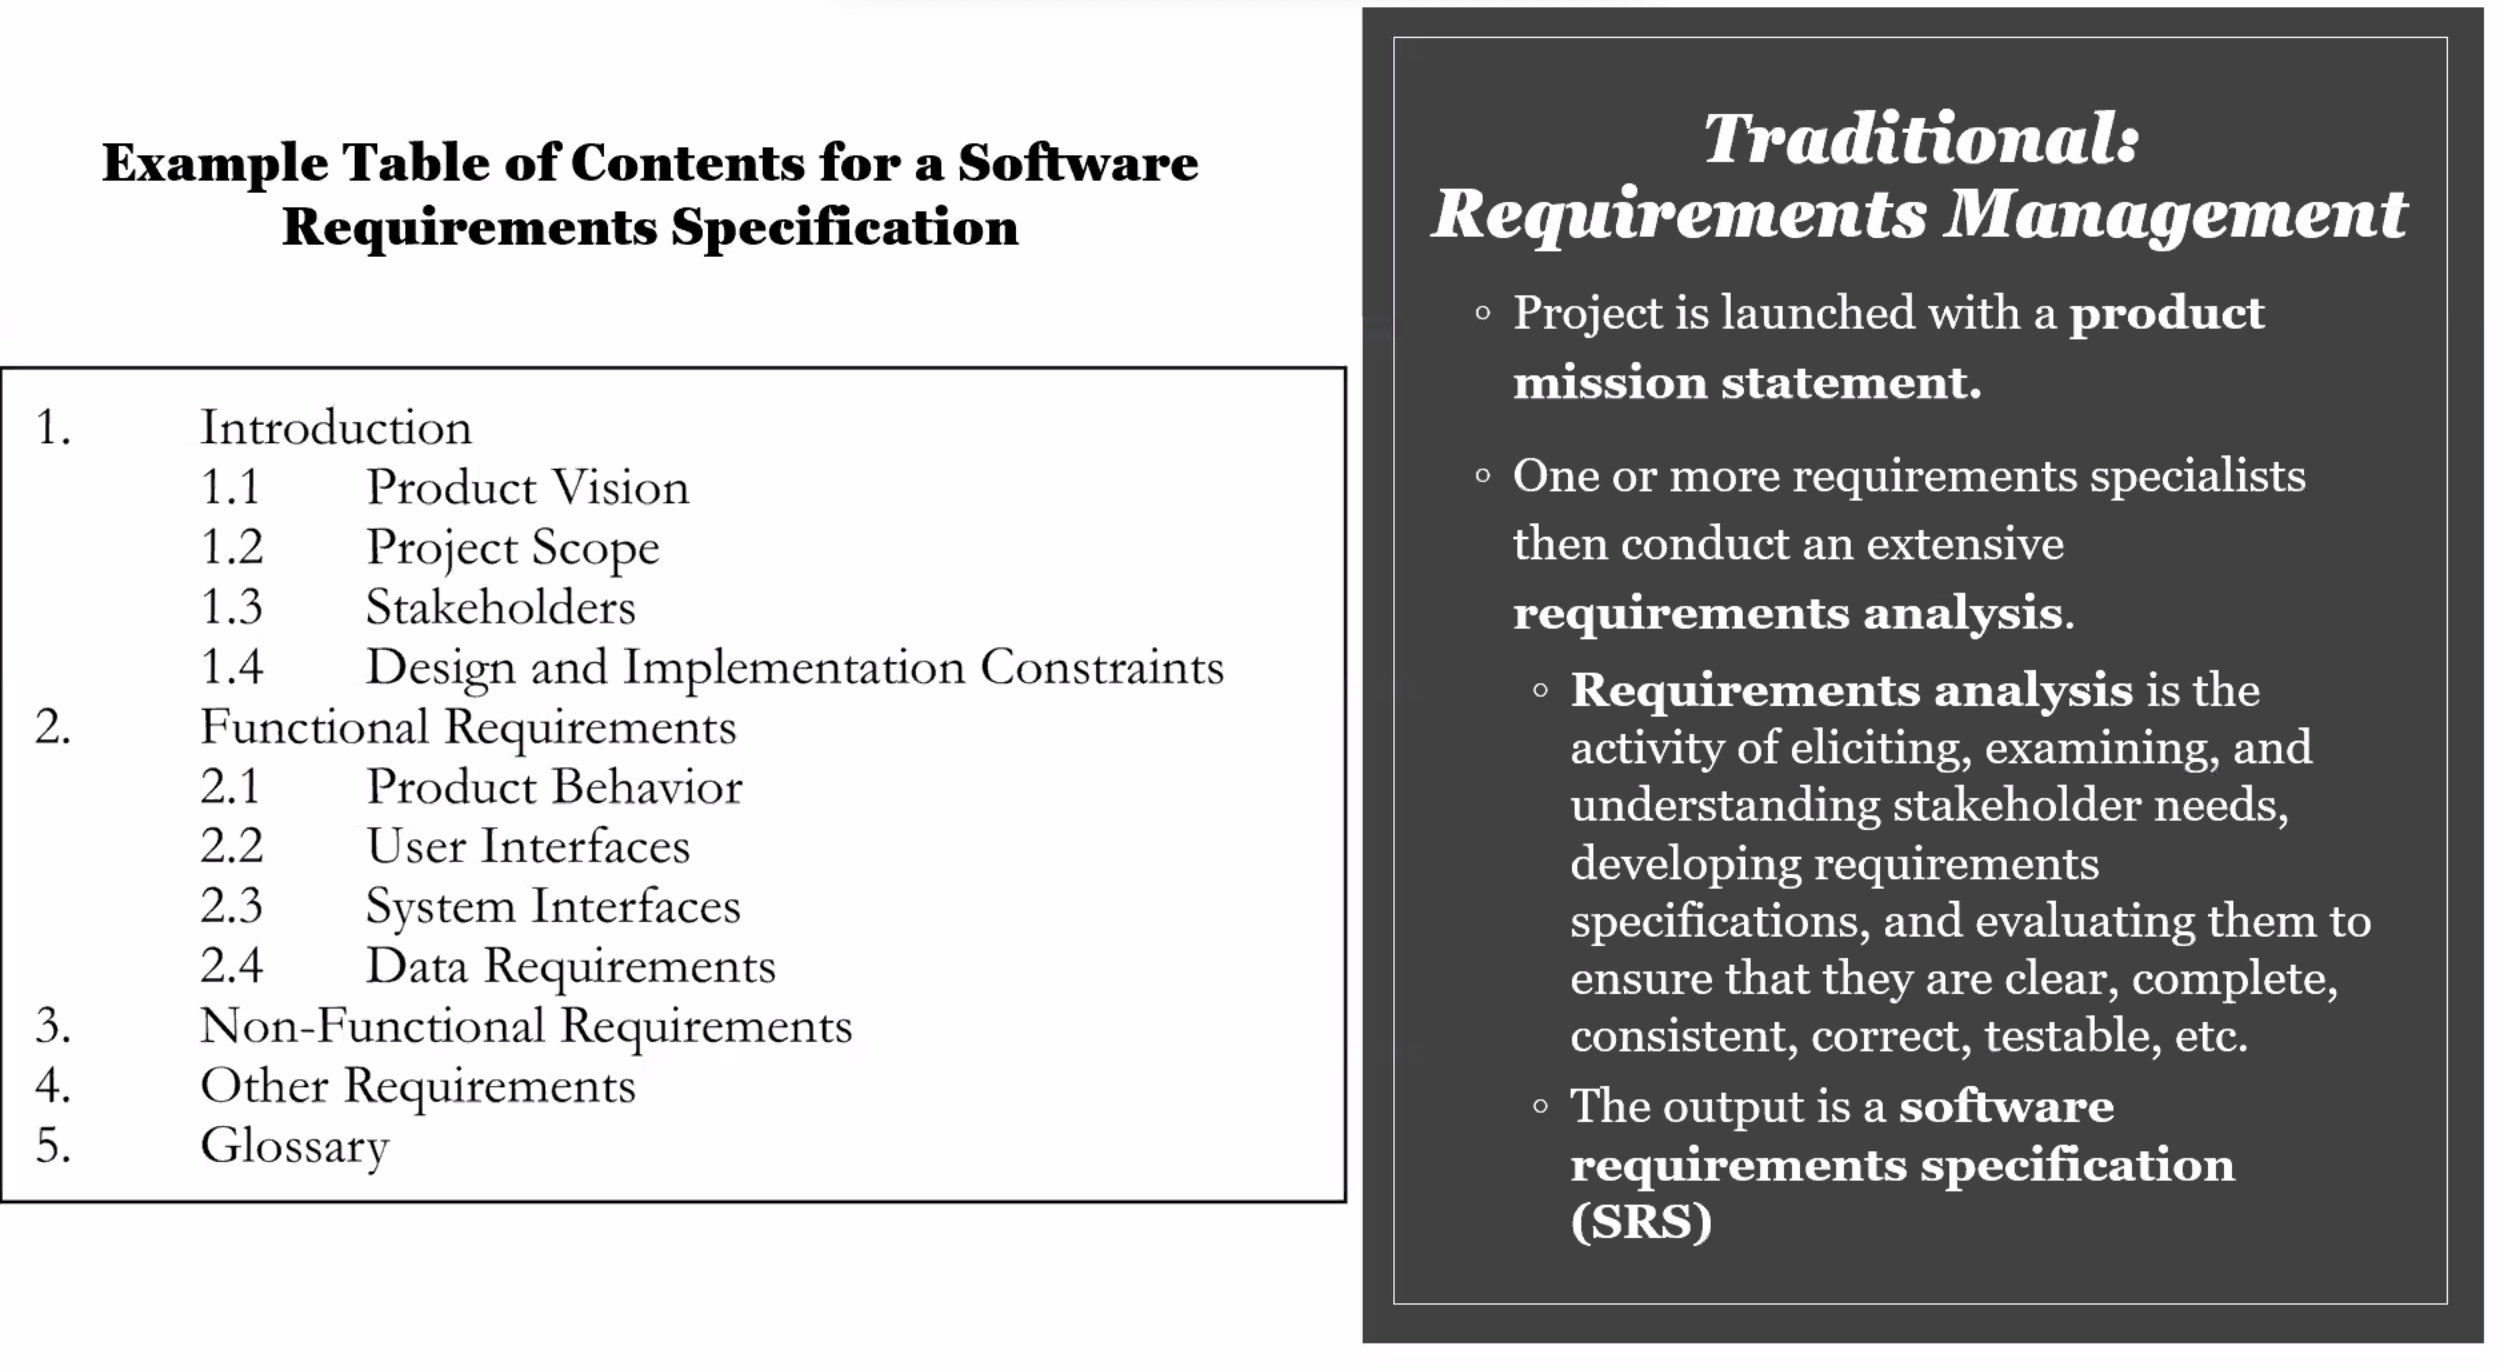 Example Table of Contents for a Software
Requirements Specification
1. Introduction
1.1 Product Vision
1.2 Project Scope
1.3 Stakeholders
1.4 Design and Implementation Constraints
2. Functional Requirements
2.1 Product Behavior
2.2 User Interfaces
2.3 System Interfaces
2.4 Data Requirements
3. Non-Functional Requirements
4. Other Requirements
5. Glossary
Traditional:
Requirements Management
◦ Project is launched with a product
mission statement.
◦ One or more requirements specialists
then conduct an extensive
requirements analysis.
◦ Requirements analysis is the
activity of eliciting, examining, and
understanding stakeholder needs,
developing requirements
specifications, and evaluating them to
ensure that they are clear, complete,
consistent, correct, testable, etc.
◦ The output is a software
requirements specification
(SRS)